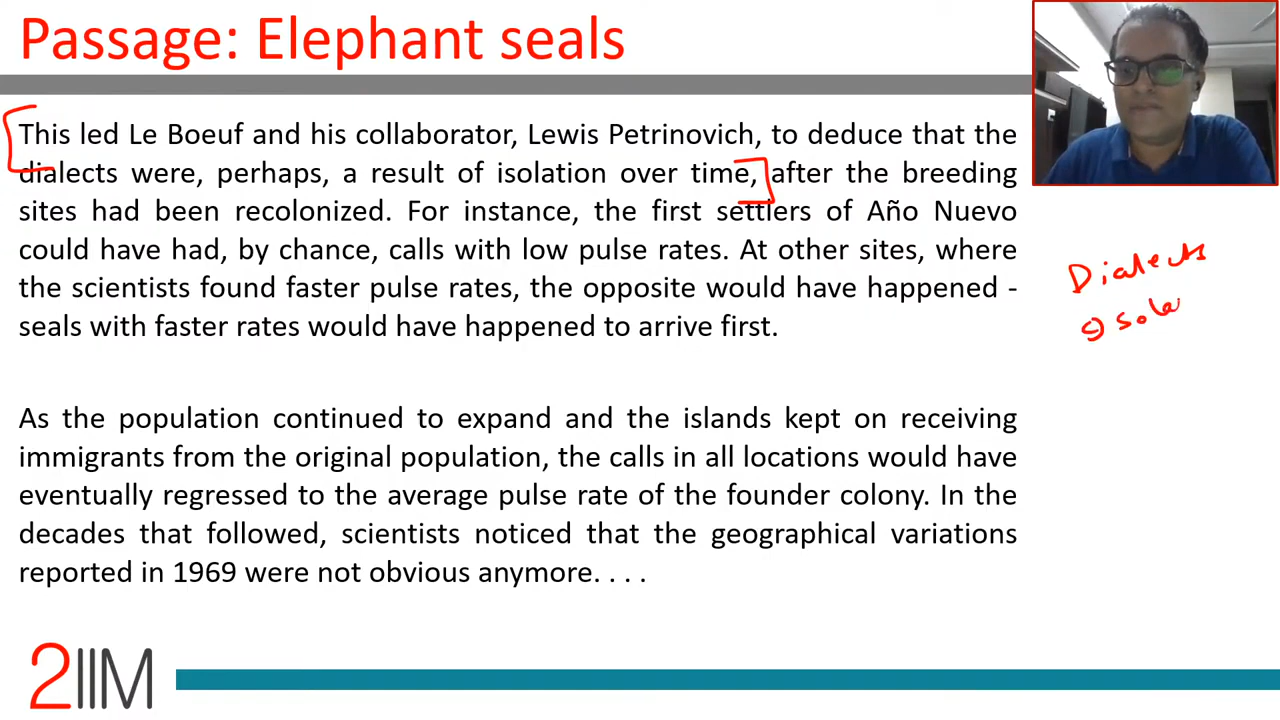 Passage: Elephant seals
This led Le Boeuf and his collaborator, Lewis Petrinovich, to deduce that the
dialects were, perhaps, a result of isolation over time, after the breeding
sites had been recolonized. For instance, the first settlers of Año Nuevo
could have had, by chance, calls with low pulse rates. At other sites, where
the scientists found faster pulse rates, the opposite would have happened -
seals with faster rates would have happened to arrive first.
Dialects
As the population continued to expand and the islands kept on receiving
immigrants from the original population, the calls in all locations would have
eventually regressed to the average pulse rate of the founder colony. In the
decades that followed, scientists noticed that the geographical variations
reported in 1969 were not obvious anymore. . . .
2IIM